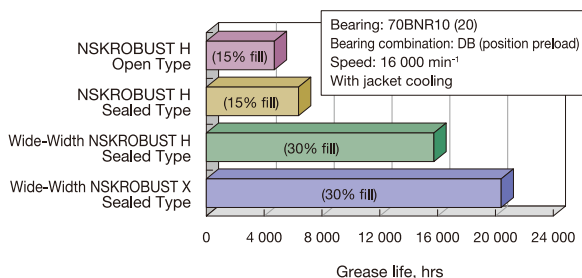 Bearing: 70BNR10 (20)
Bearing combination: DB (position preload)
Speed: 16 000 min⁻¹
With jacket cooling
NSKROBUST H
Open Type
(15% fill)
NSKROBUST H
Sealed Type
(15% fill)
Wide-Width NSKROBUST H
Sealed Type
(30% fill)
Wide-Width NSKROBUST X
Sealed Type
(30% fill)
0 4 000 8 000 12 000 16 000 20 000 24 000
Grease life, hrs